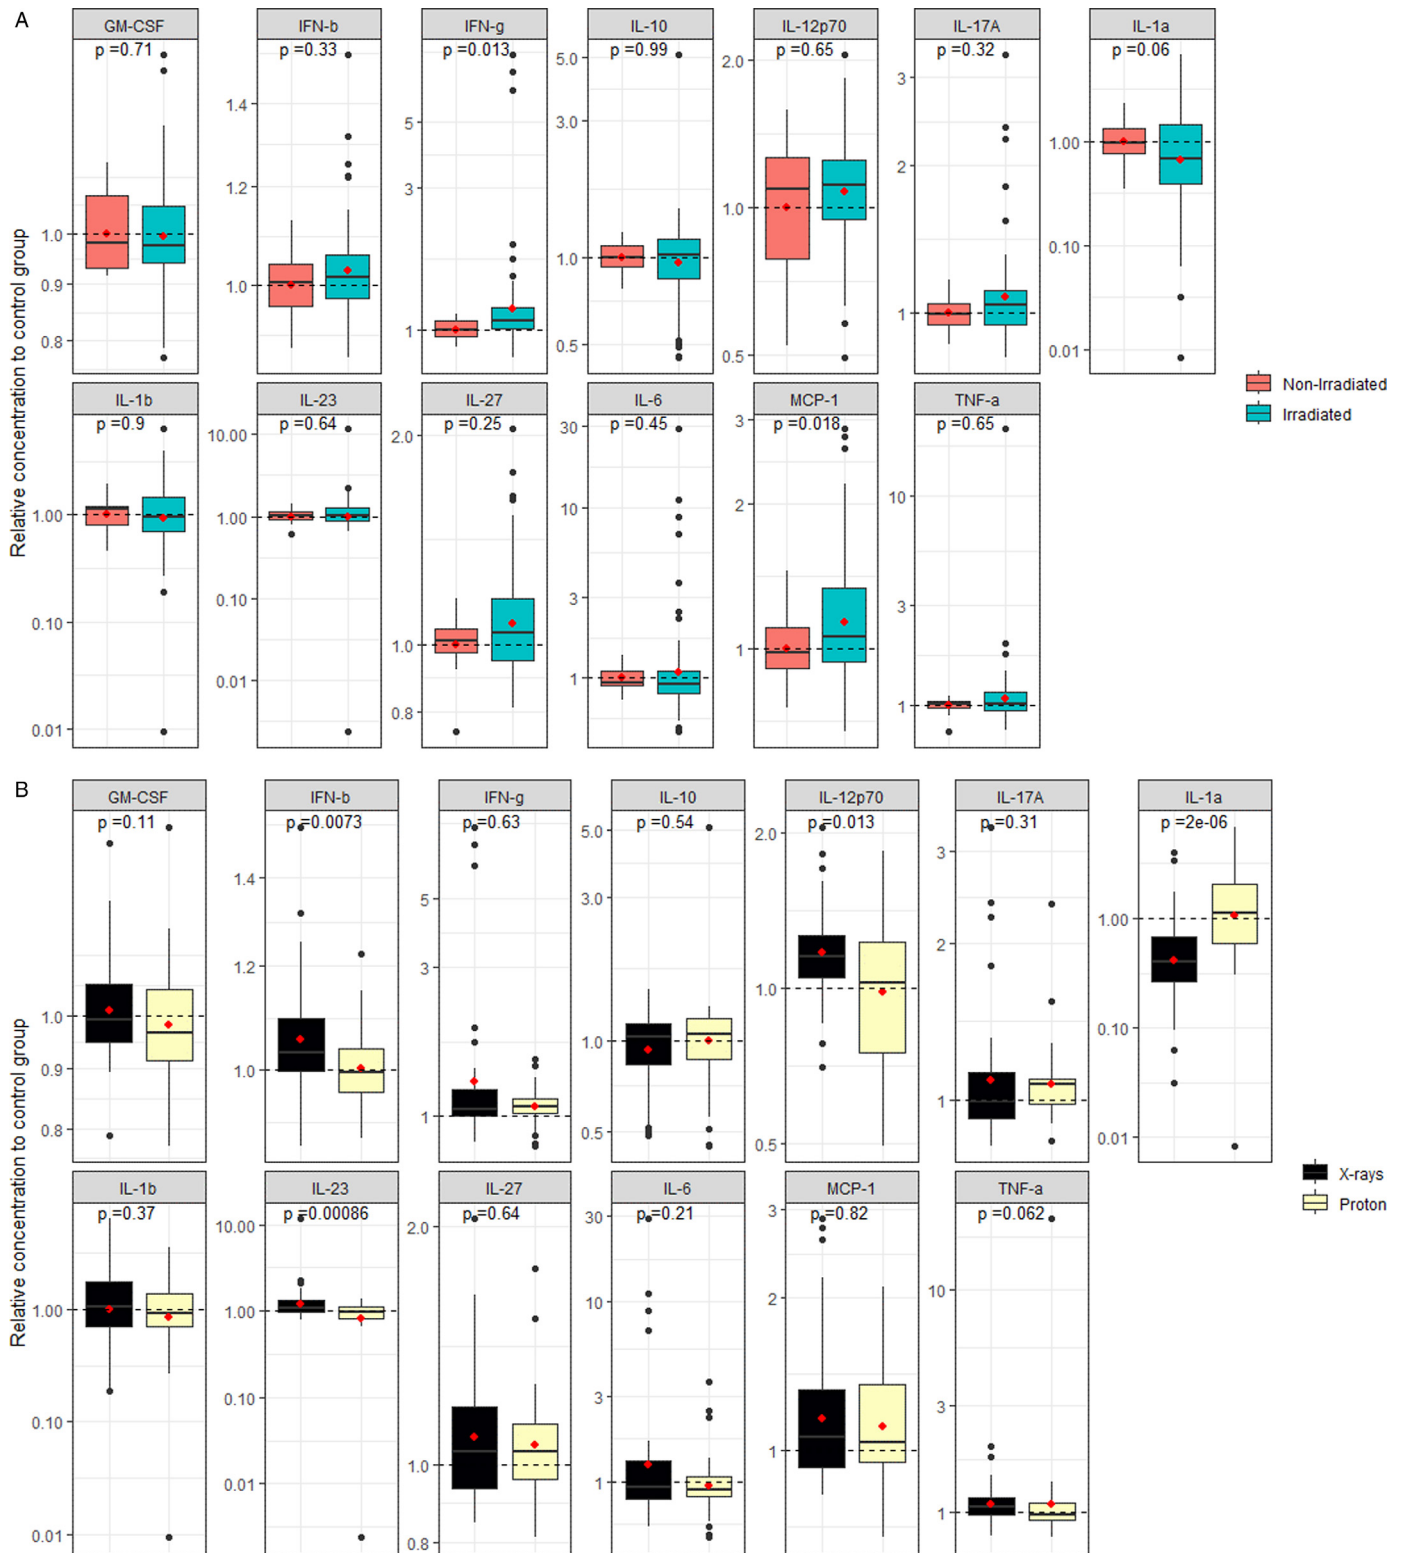 A
GM-CSF IFN-b IFN-g IL-10 IL-12p70 IL-17A IL-1a
p =0.71 p =0.33 p =0.013 p =0.99 p =0.65 p =0.32 p =0.06
1.0 0.9 0.8
1.4 1.2 1.0
5 3 1
5.0 3.0 1.0 0.5
2.0 1.0 0.5
3 2 1
1.00 0.10 0.01
Relative concentration to control group
Non-Irradiated
Irradiated
IL-1b IL-23 IL-27 IL-6 MCP-1 TNF-a
p =0.9 p =0.64 p =0.25 p =0.45 p =0.018 p =0.65
1.00 0.10 0.01
10.00 1.00 0.10 0.01
2.0 1.0 0.8
30 10 3 1
3 2 1
10 3 1
B
GM-CSF IFN-b IFN-g IL-10 IL-12p70 IL-17A IL-1a
p =0.11 p =0.0073 p =0.63 p =0.54 p =0.013 p =0.31 p =2e-06
1.0 0.9 0.8
1.4 1.2 1.0
5 3 1
5.0 3.0 1.0 0.5
2.0 1.0 0.5
3 2 1
1.00 0.10 0.01
Relative concentration to control group
X-rays
Proton
IL-1b IL-23 IL-27 IL-6 MCP-1 TNF-a
p =0.37 p =0.00086 p =0.64 p =0.21 p =0.82 p =0.062
1.00 0.10 0.01
10.00 1.00 0.10 0.01
2.0 1.0 0.8
30 10 3 1
3 2 1
10 3 1